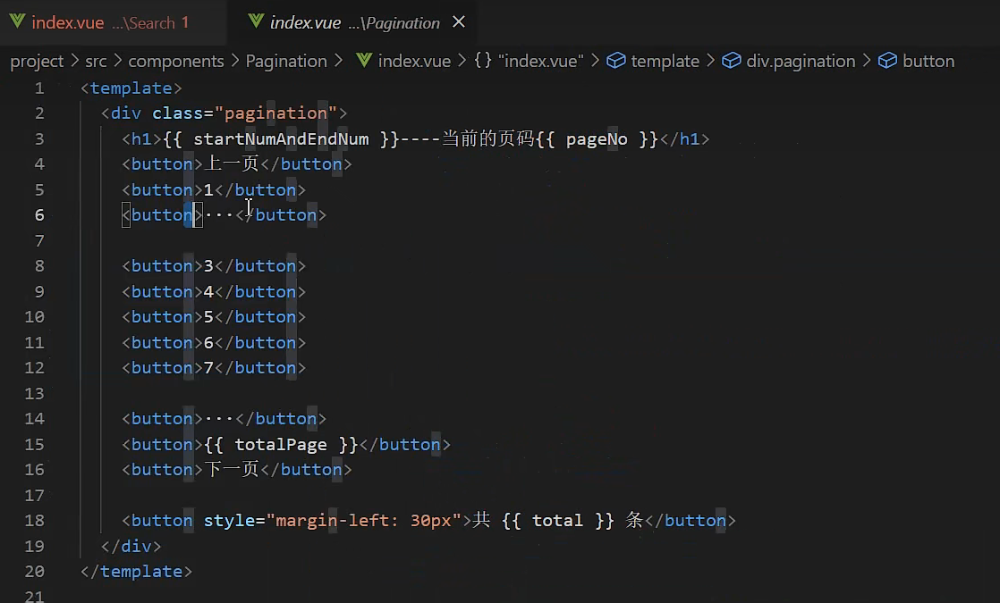 index.vue ...\Search 1 index.vue ...\Pagination
project > src > components > Pagination > index.vue > {} "index.vue" > template > div.pagination > button
1 <template>
2 <div class="pagination">
3 <h1>{{ startNumAndEndNum }}----当前的页码{{ pageNo }}</h1>
4 <button>上一页</button>
5 <button>1</button>
6 <button>···</button>
7
8 <button>3</button>
9 <button>4</button>
10 <button>5</button>
11 <button>6</button>
12 <button>7</button>
13
14 <button>···</button>
15 <button>{{ totalPage }}</button>
16 <button>下一页</button>
17
18 <button style="margin-left: 30px">共 {{ total }} 条</button>
19 </div>
20 </template>
21